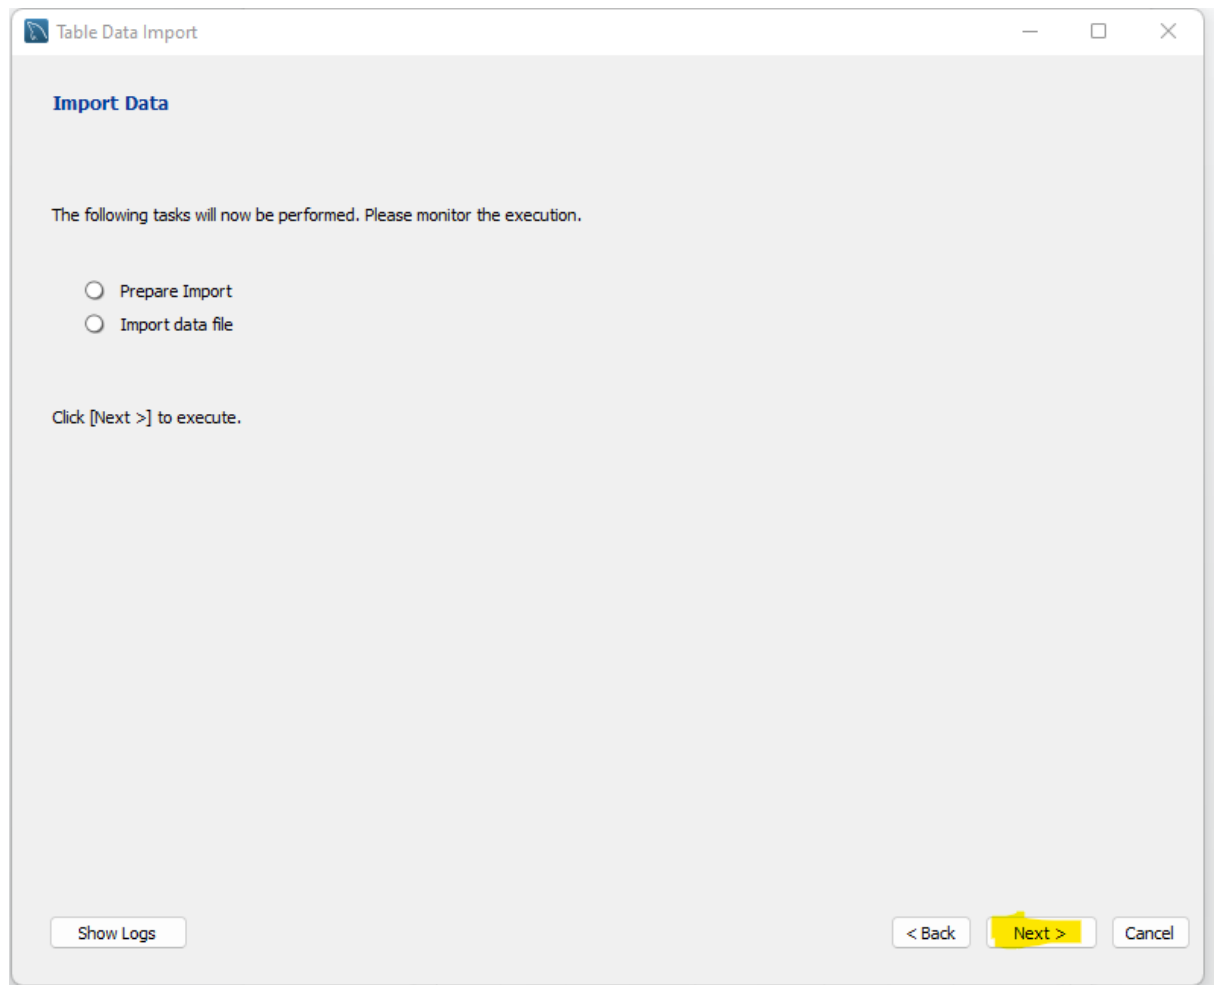 Table Data Import
Import Data
The following tasks will now be performed. Please monitor the execution.
Prepare Import
Import data file
Click [Next >] to execute.
Show Logs
< Back
Next >
Cancel